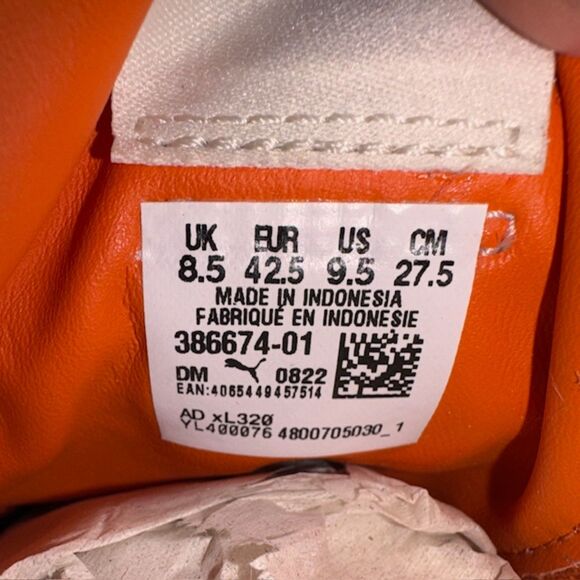 UK EUR US CM
8.5 42.5 9.5 27.5
MADE IN INDONESIA
FABRIQUÉ EN INDONESIE
386674-01
DM 0822
EAN:4065449457514
AD xL320
YL400076 4800705030_1